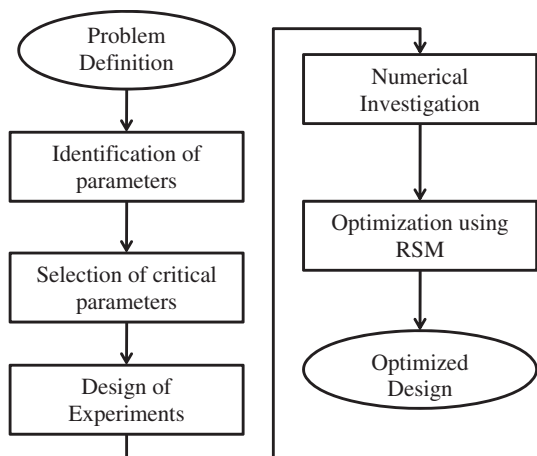 Problem
Definition
Identification of
parameters
Selection of critical
parameters
Design of
Experiments
Numerical
Investigation
Optimization using
RSM
Optimized
Design